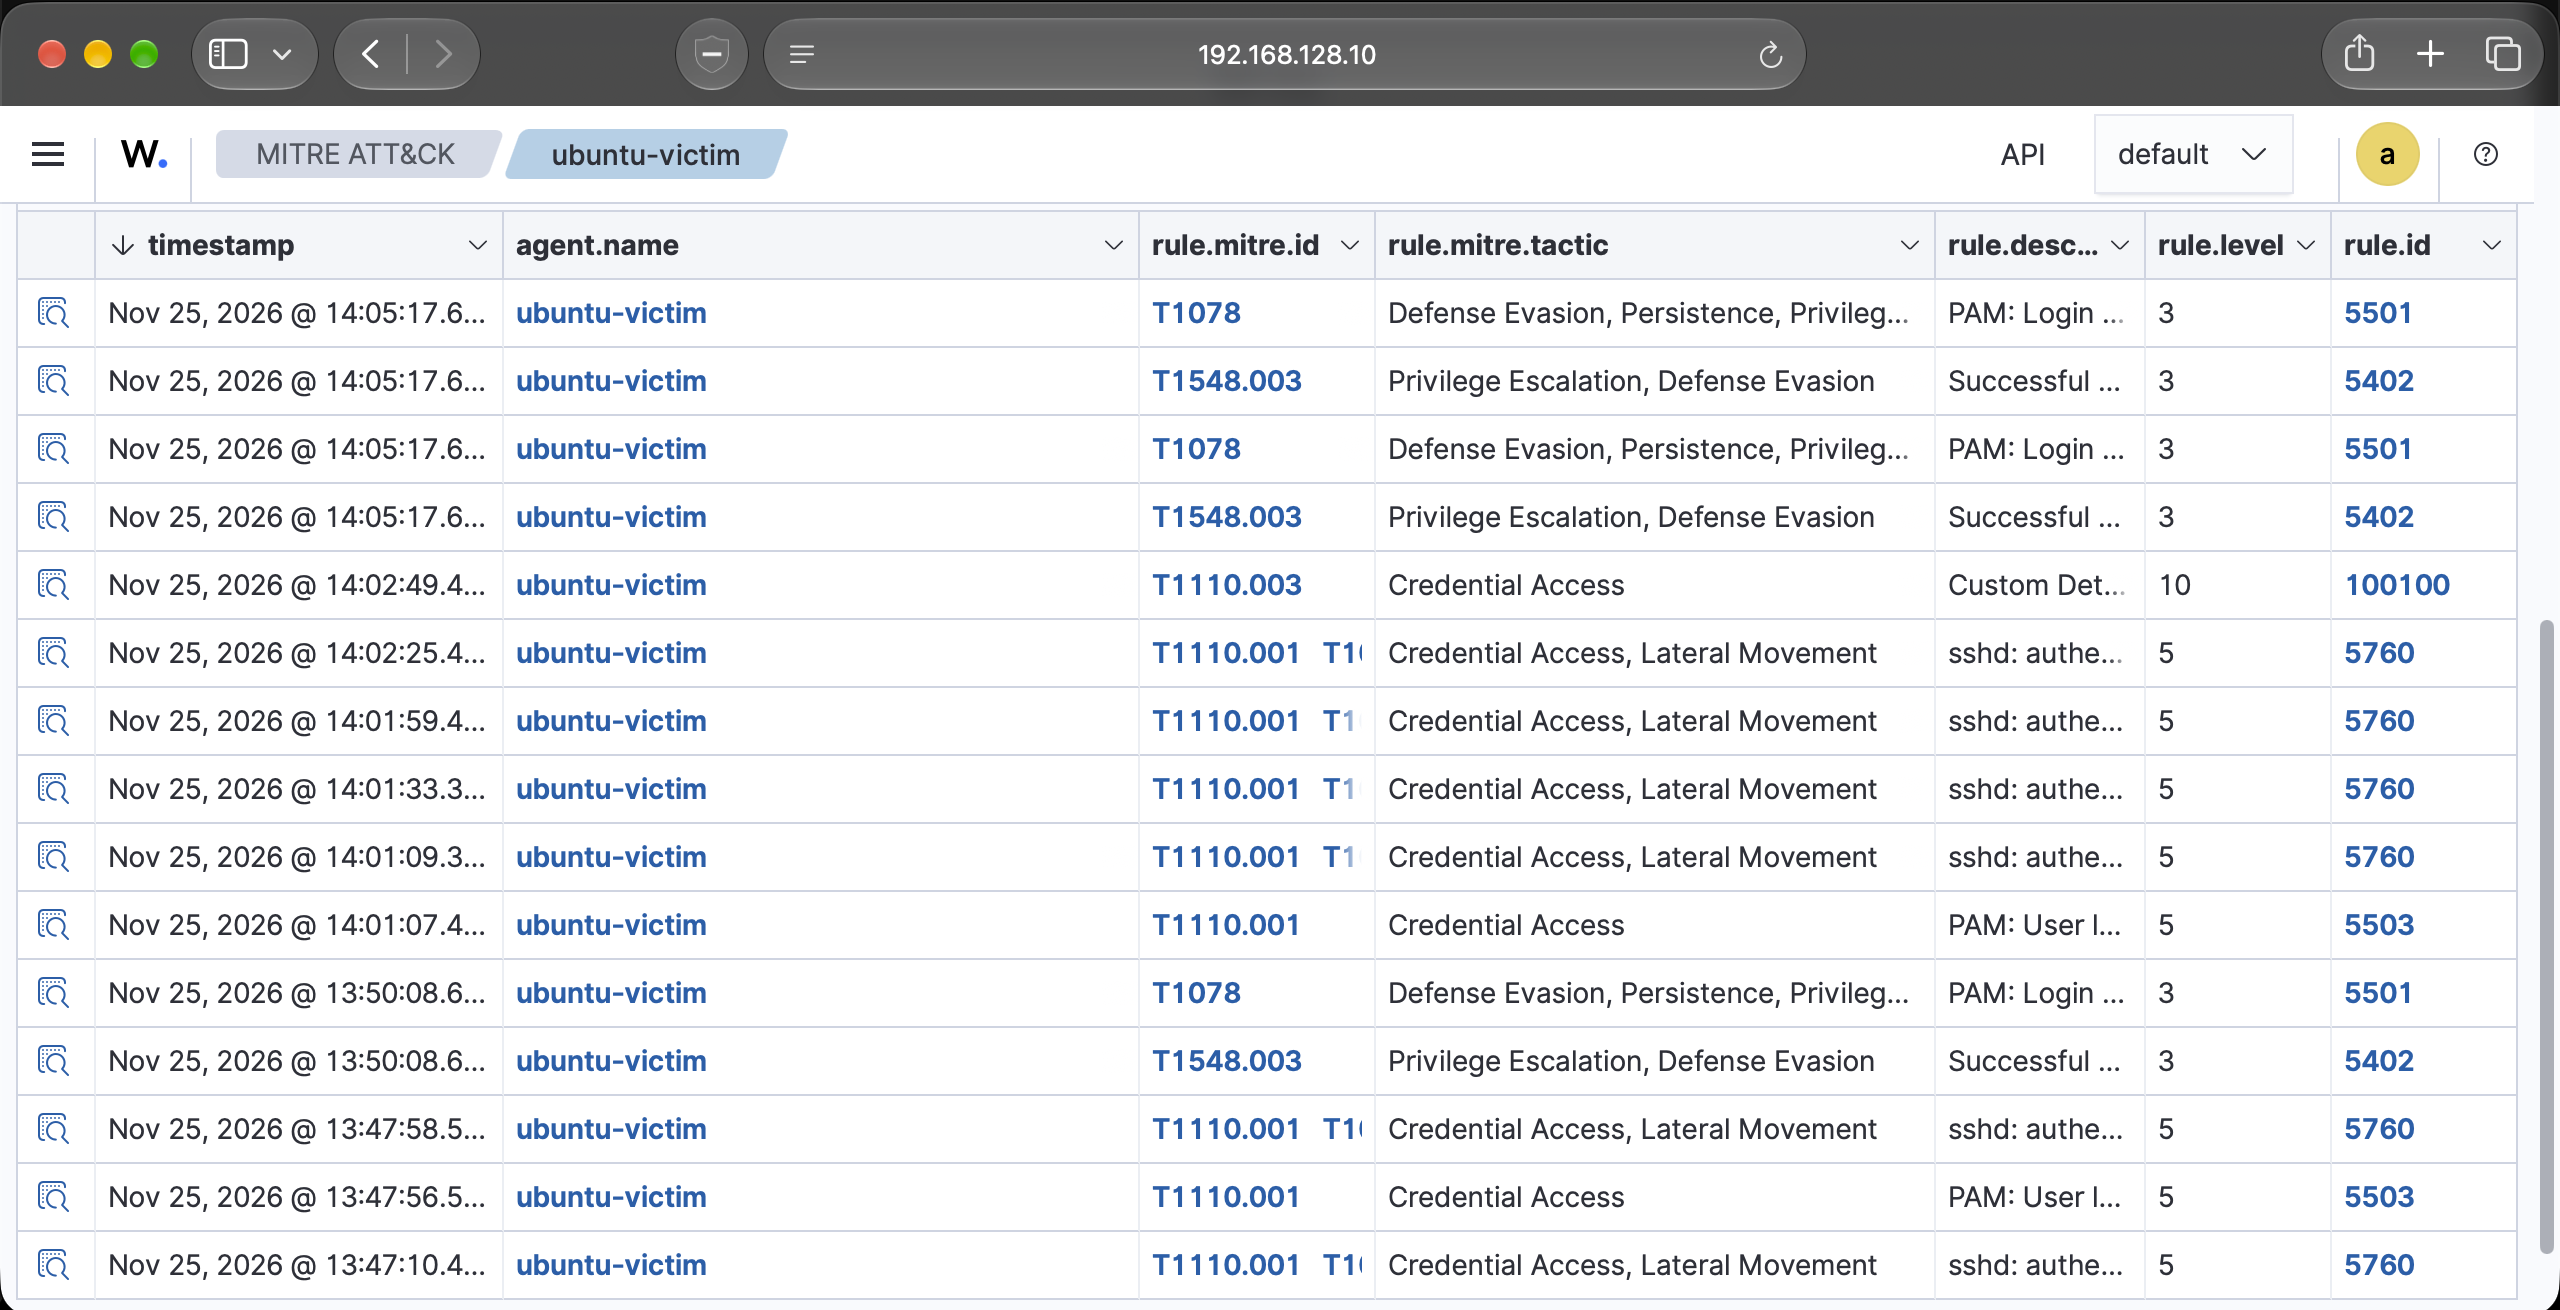 192.168.128.10
W. MITRE ATT&CK ubuntu-victim API default a
timestamp agent.name rule.mitre.id rule.mitre.tactic rule.desc... rule.level rule.id
Nov 25, 2026 @ 14:05:17.6... ubuntu-victim T1078 Defense Evasion, Persistence, Privileg... PAM: Login ... 3 5501
Nov 25, 2026 @ 14:05:17.6... ubuntu-victim T1548.003 Privilege Escalation, Defense Evasion Successful ... 3 5402
Nov 25, 2026 @ 14:05:17.6... ubuntu-victim T1078 Defense Evasion, Persistence, Privileg... PAM: Login ... 3 5501
Nov 25, 2026 @ 14:05:17.6... ubuntu-victim T1548.003 Privilege Escalation, Defense Evasion Successful ... 3 5402
Nov 25, 2026 @ 14:02:49.4... ubuntu-victim T1110.003 Credential Access Custom Det... 10 100100
Nov 25, 2026 @ 14:02:25.4... ubuntu-victim T1110.001 Credential Access, Lateral Movement sshd: authe... 5 5760
Nov 25, 2026 @ 14:01:59.4... ubuntu-victim T1110.001 Credential Access, Lateral Movement sshd: authe... 5 5760
Nov 25, 2026 @ 14:01:33.3... ubuntu-victim T1110.001 Credential Access, Lateral Movement sshd: authe... 5 5760
Nov 25, 2026 @ 14:01:09.3... ubuntu-victim T1110.001 Credential Access, Lateral Movement sshd: authe... 5 5760
Nov 25, 2026 @ 14:01:07.4... ubuntu-victim T1110.001 Credential Access PAM: User l... 5 5503
Nov 25, 2026 @ 13:50:08.6... ubuntu-victim T1078 Defense Evasion, Persistence, Privileg... PAM: Login ... 3 5501
Nov 25, 2026 @ 13:50:08.6... ubuntu-victim T1548.003 Privilege Escalation, Defense Evasion Successful ... 3 5402
Nov 25, 2026 @ 13:47:58.5... ubuntu-victim T1110.001 Credential Access, Lateral Movement sshd: authe... 5 5760
Nov 25, 2026 @ 13:47:56.5... ubuntu-victim T1110.001 Credential Access PAM: User l... 5 5503
Nov 25, 2026 @ 13:47:10.4... ubuntu-victim T1110.001 Credential Access, Lateral Movement sshd: authe... 5 5760